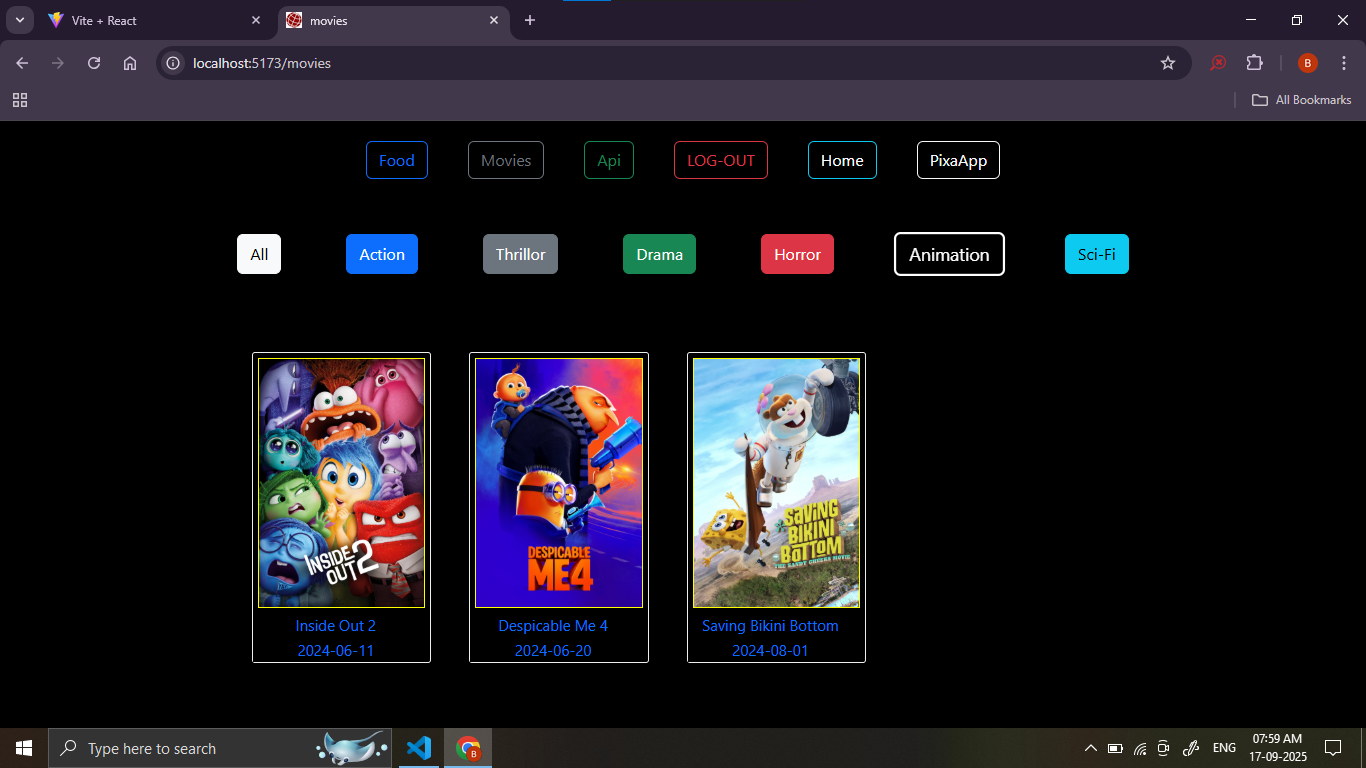 Vite + React
movies
localhost:5173/movies
B
All Bookmarks
Food Movies Api LOG-OUT Home PixaApp
All Action Thrillor Drama Horror Animation Sci-Fi
INSIDE OUT 2
DESPICABLE ME 4
SAVING BIKINI BOTTOM
THE SANDY CHEEKS MOVIE
Inside Out 2 Despicable Me 4 Saving Bikini Bottom
2024-06-11 2024-06-20 2024-08-01
Type here to search
B
ENG
07:59 AM
17-09-2025